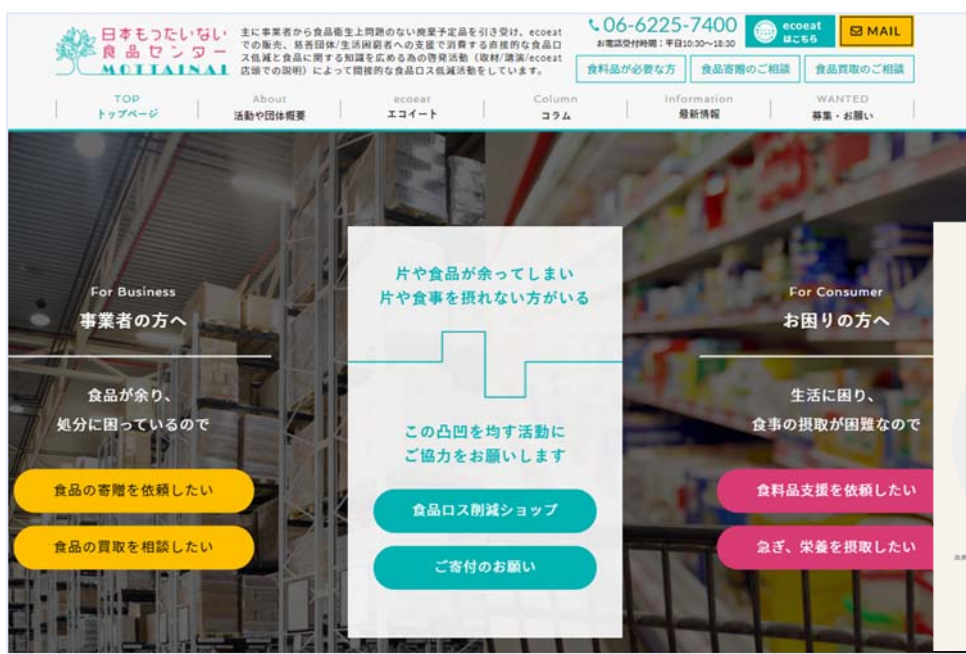 日本もったいない
食品センター
MOTTAINAI
主に事業者から食品衛生上問題のない廃棄予定品を引き受け、ecoeat
での販売、慈善団体/生活困窮者への支援で消費する直接的な食品ロ
ス低減と食品に関する知識を広める為の啓発活動（取材/講演/ecoeat
店頭での説明）によって間接的な食品ロス低減活動をしています。
06-6225-7400
お電話受付時間：平日10:30〜18:30
ecoeat
はこちら
MAIL
食料品が必要な方
食品寄贈のご相談
食品買取のご相談
TOP
トップページ
About
活動や団体概要
ecoeat
エコイート
Column
コラム
Information
最新情報
WANTED
募集・お願い
For Business
事業者の方へ
食品が余り、
処分に困っているので
食品の寄贈を依頼したい
食品の買取を相談したい
片や食品が余ってしまい
片や食事を摂れない方がいる
この凸凹を均す活動に
ご協力をお願いします
食品ロス削減ショップ
ご寄付のお願い
For Consumer
お困りの方へ
生活に困り、
食事の摂取が困難なので
食料品支援を依頼したい
急ぎ、栄養を摂取したい